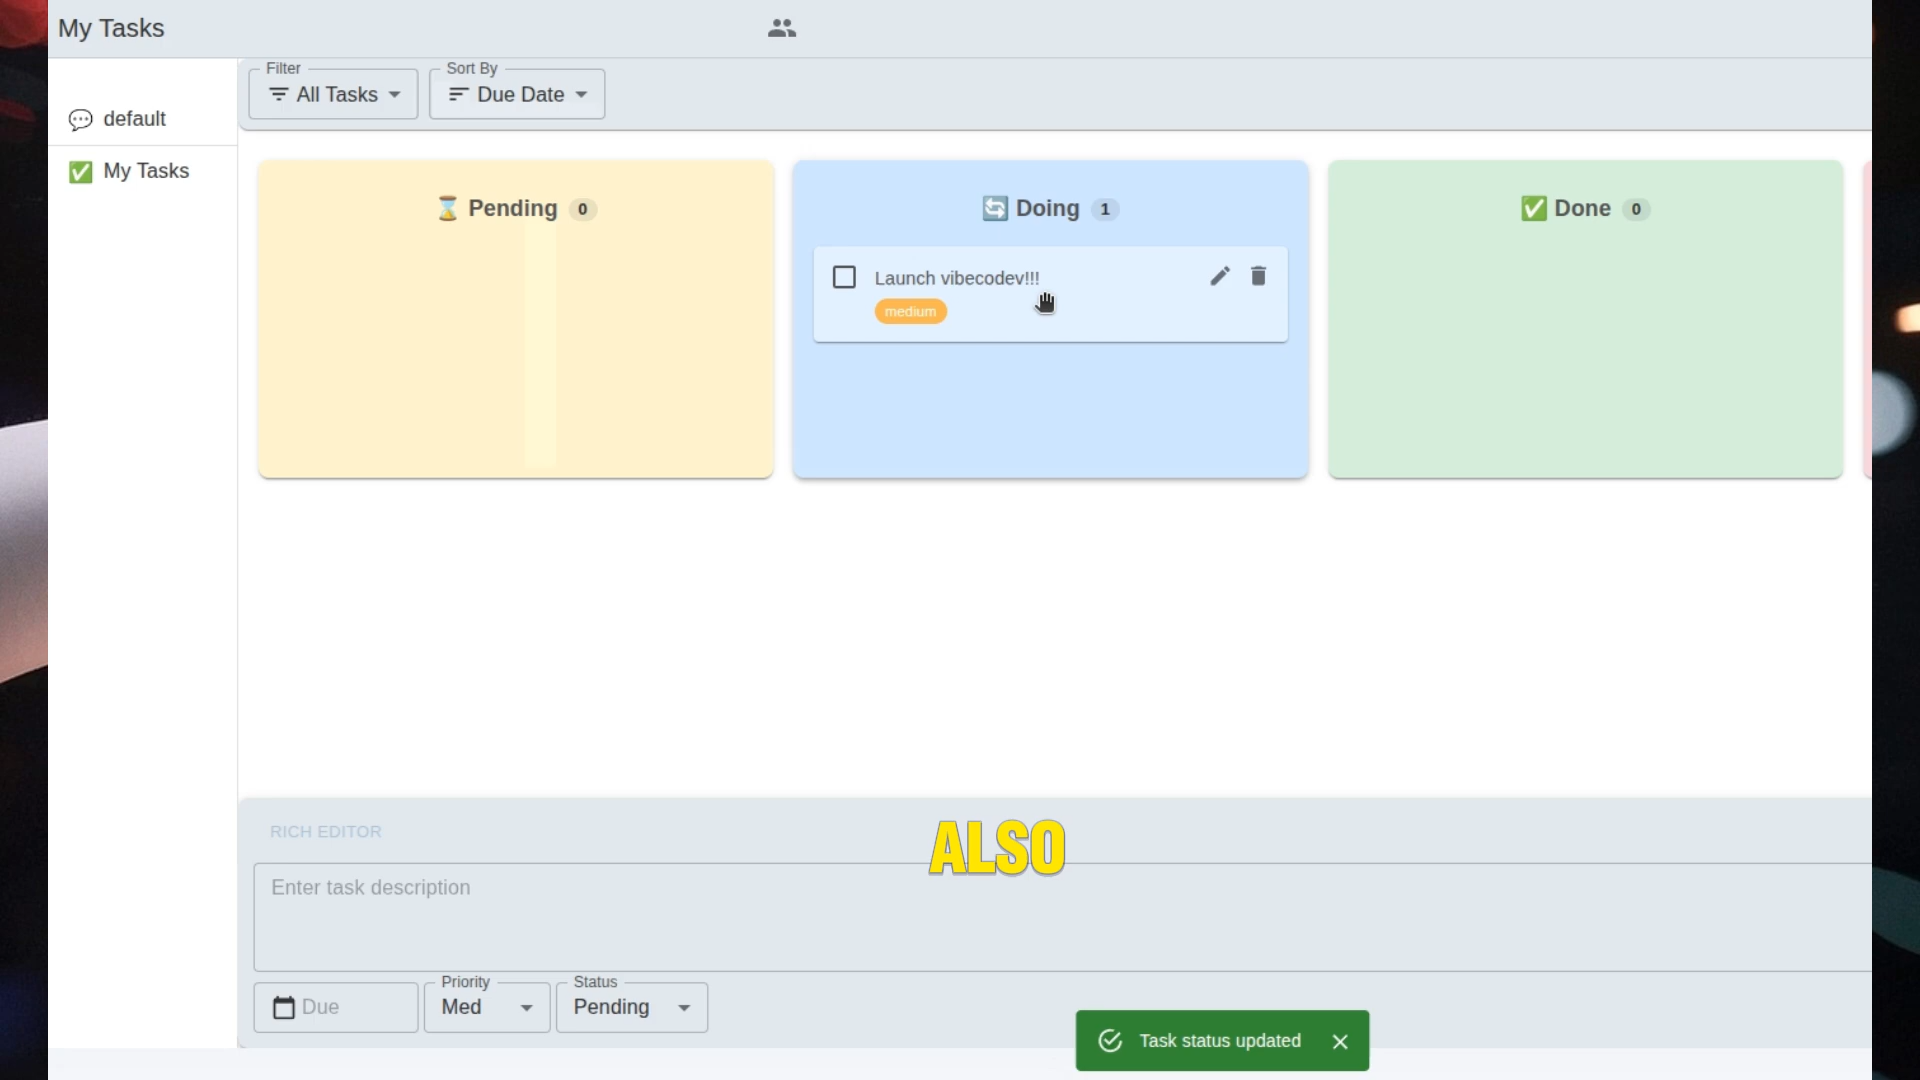 My Tasks
Filter
All Tasks
Sort By
Due Date
default
My Tasks
Pending 0
Doing 1
Done 0
Launch vibecodev!!!
medium
RICH EDITOR
ALSO
Enter task description
Due
Priority
Med
Status
Pending
Task status updated